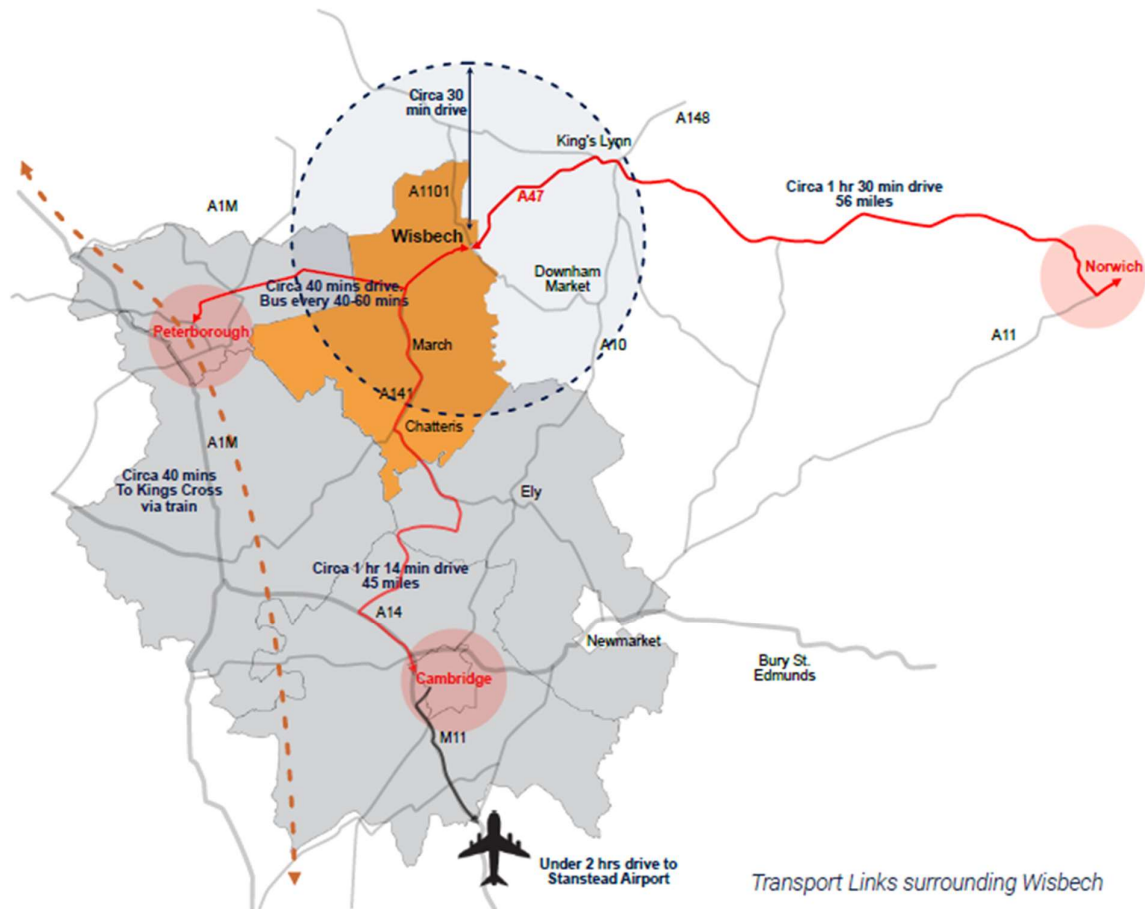 Circa 30
min drive
A148
King's Lynn
A1101
A47
Circa 1 hr 30 min drive
56 miles
A1M
Wisbech
Downham
Market
Norwich
Circa 40 mins drive.
Bus every 40-60 mins
Peterborough
March
A10
A11
A141
Chatteris
A1M
Circa 40 mins
To Kings Cross
via train
Ely
Circa 1 hr 14 min drive
45 miles
A14
Newmarket
Bury St.
Edmunds
Cambridge
M11
Under 2 hrs drive to
Stanstead Airport
Transport Links surrounding Wisbech